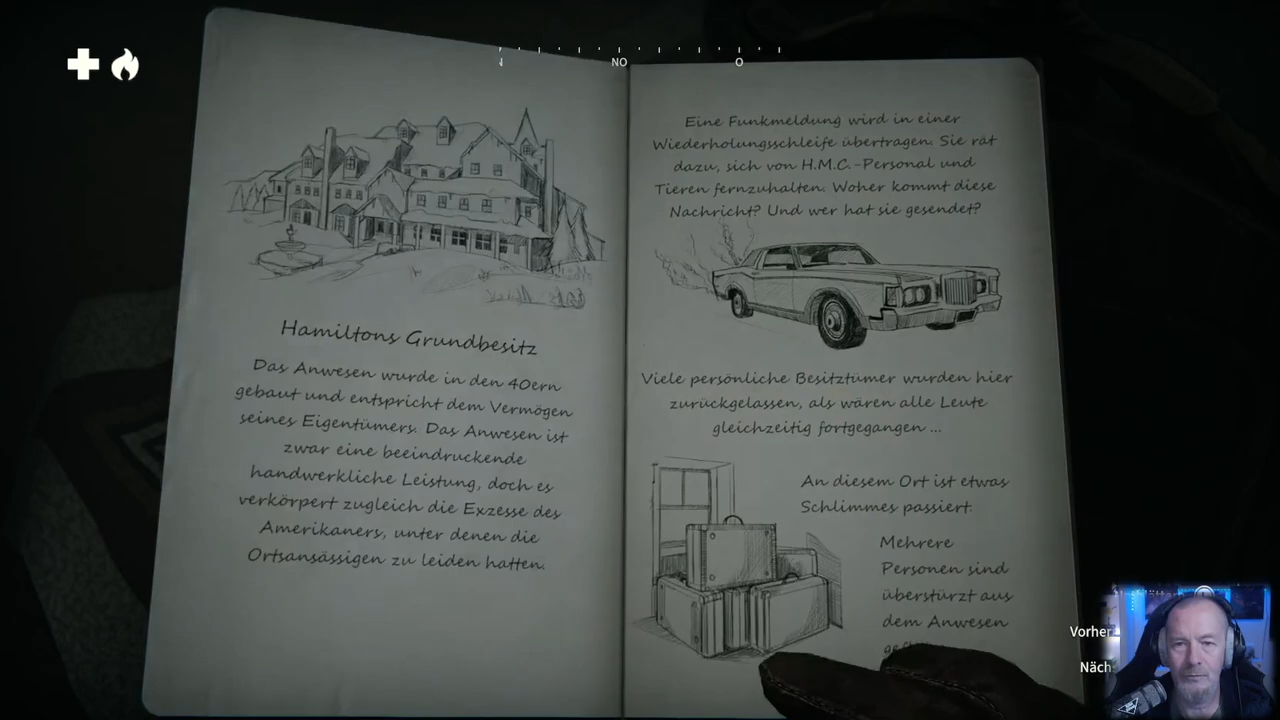 NO
O
Hamiltons Grundbesitz
Das Anwesen wurde in den 40ern
gebaut und entspricht dem Vermögen
seines Eigentümers. Das Anwesen ist
zwar eine beeindruckende
handwerkliche Leistung, doch es
verkörpert zugleich die Exzesse des
Amerikaners, unter denen die
Ortsansässigen zu leiden hatten.
Eine Funkmeldung wird in einer
Wiederholungsschleife übertragen. Sie rät
dazu, sich von H.M.C.-Personal und
Tieren fernzuhalten. Woher kommt diese
Nachricht? Und wer hat sie gesendet?
Viele persönliche Besitztümer wurden hier
zurückgelassen, als wären alle Leute
gleichzeitig fortgegangen ...
An diesem Ort ist etwas
Schlimmes passiert.
Mehrere
Personen sind
überstürzt aus
dem Anwesen
Vorher
Näch